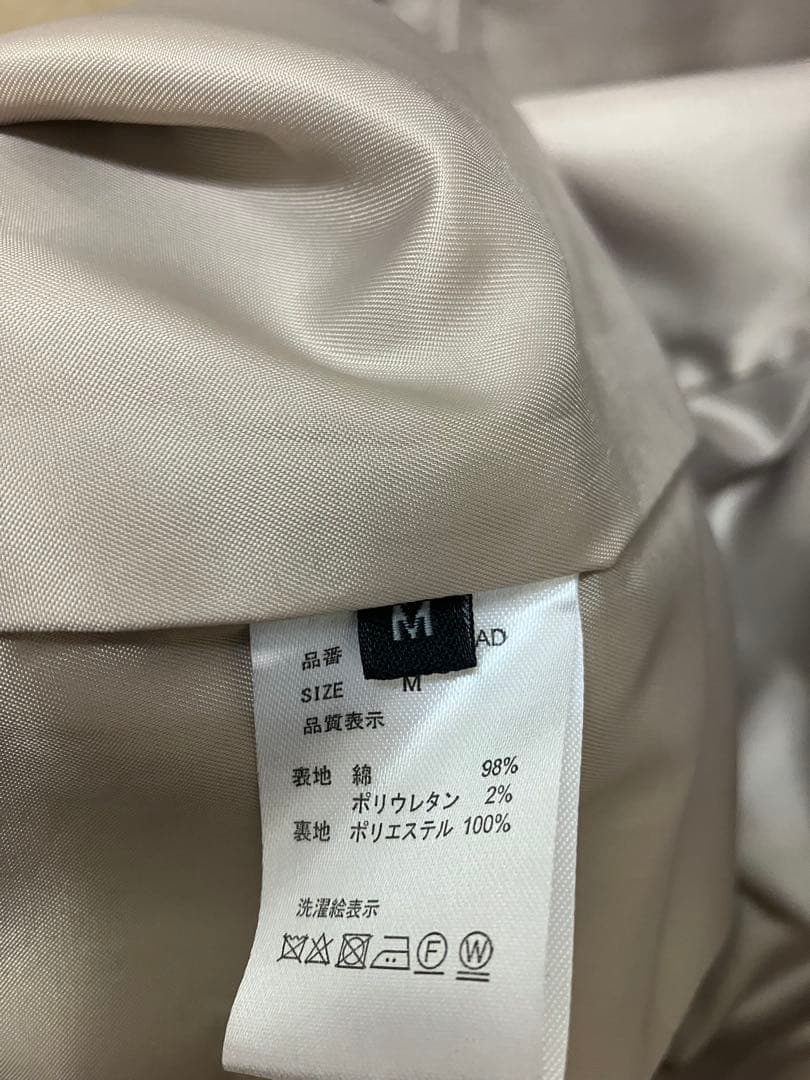 M
品番 AD
SIZE M
品質表示
表地 綿 98%
ポリウレタン 2%
裏地 ポリエステル 100%
洗濯絵表示
F W